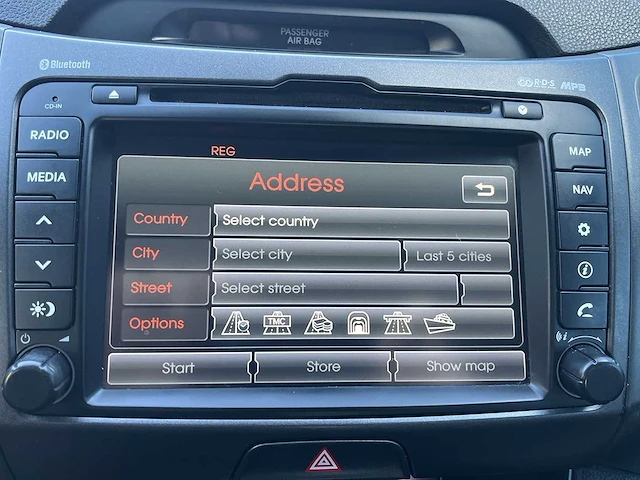 PASSENGER
AIR BAG
Bluetooth
R·D·S MP3
CD-IN
RADIO
MEDIA
MAP
NAV
REG
Address
Country Select country
City Select city Last 5 cities
Street Select street
Options TMC
Start Store Show map